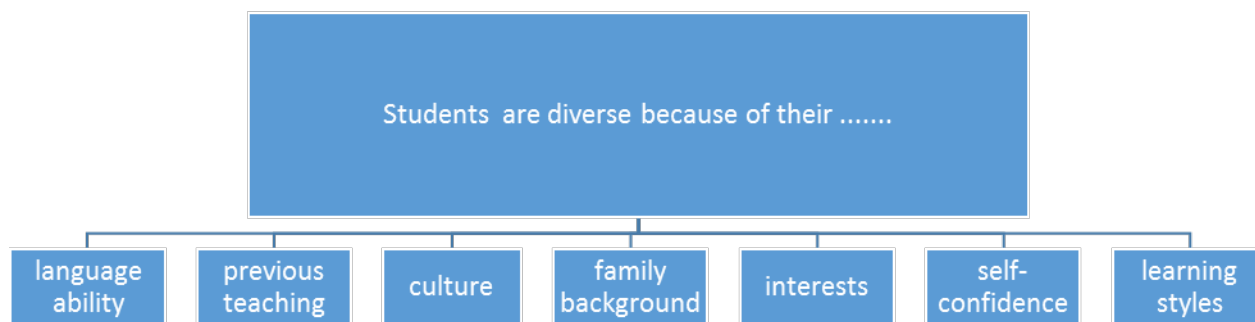 Students  are diverse because of their .......
language
ability
previous
teaching
culture
family
background
interests
self-
confidence
learning
styles